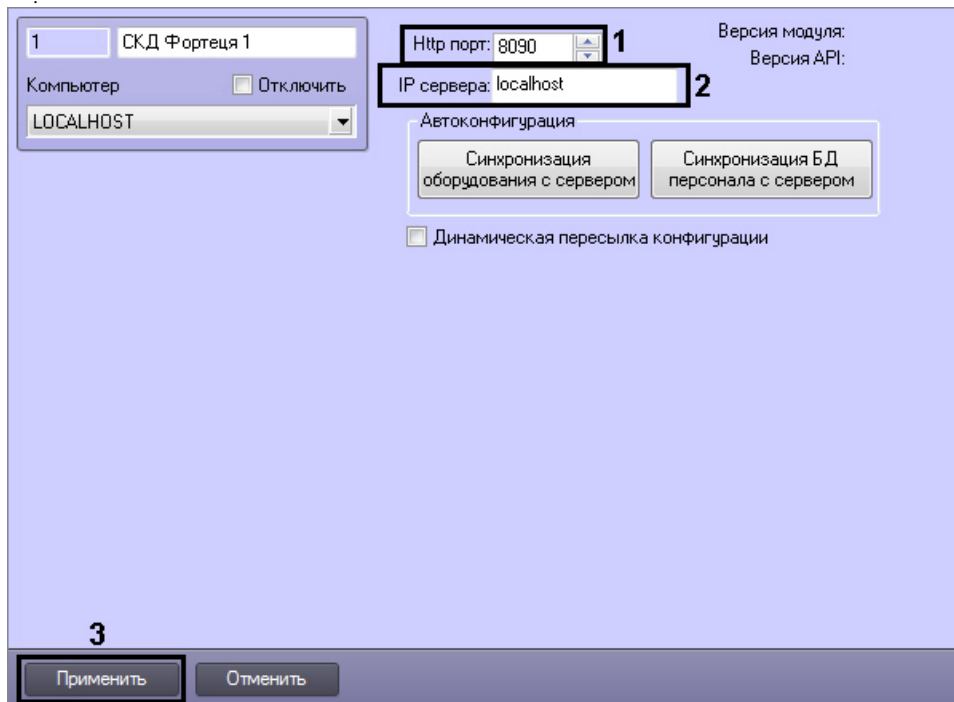 1 СКД Фортеця 1
Компьютер Отключить
LOCALHOST
Http порт: 8090 1
IP сервера: localhost 2
Версия модуля:
Версия API:
Автоконфигурация
Синхронизация
оборудования с сервером
Синхронизация БД
персонала с сервером
Динамическая пересылка конфигурации
3
Применить Отменить